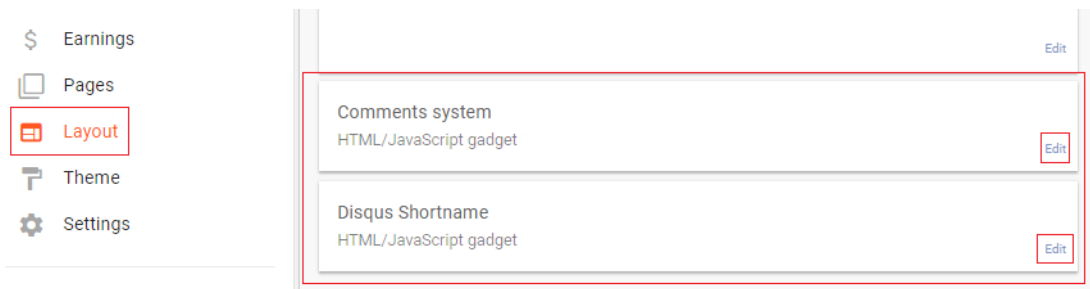 Earnings
Pages
Layout
Theme
Settings
Edit
Comments system
HTML/JavaScript gadget
Edit
Disqus Shortname
HTML/JavaScript gadget
Edit